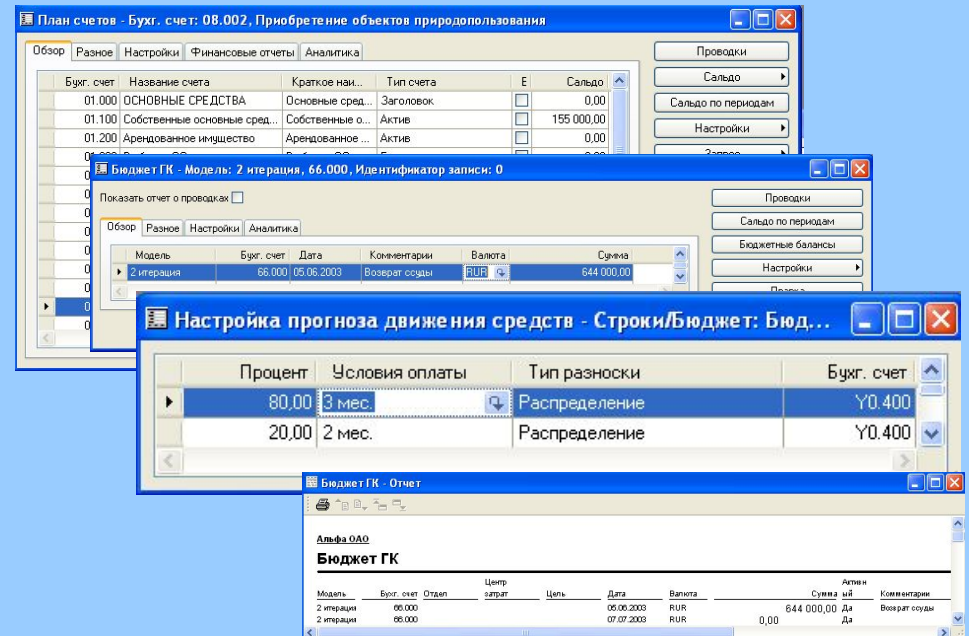 План счетов - Бухг. счет: 08.002, Приобретение объектов природопользования
Обзор Разное Настройки Финансовые отчеты Аналитика
Проводки
Бухг. счет Название счета Краткое наи... Тип счета Е Сальдо
Сальдо
01.000 ОСНОВНЫЕ СРЕДСТВА Основные сред... Заголовок 0,00
Сальдо по периодам
01.100 Собственные основные сред... Собственные о... Актив 155 000,00
01.200 Арендованное имущество Арендованное ... Актив 0,00
Настройки
Бюджет ГК - Модель: 2 итерация, 66.000, Идентификатор записи: 0
Показать отчет о проводках
Проводки
Обзор Разное Настройки Аналитика
Сальдо по периодам
Бюджетные балансы
Модель Бухг. счет Дата Комментарии Валюта Сумма
2 итерация 66.000 05.06.2003 Возврат ссуды RUR 644 000,00
Настройки
Настройка прогноза движения средств - Строки/Бюджет: Бюд...
Процент Условия оплаты Тип разноски Бухг. счет
80,00 3 мес. Распределение Y0.400
20,00 2 мес. Распределение Y0.400
Бюджет ГК - Отчет
Альфа ОАО
Бюджет ГК
Модель Бухг. счет Отдел Центр затрат Цель Дата Валюта Сумма Активн ый Комментарии
2 итерация 66.000 05.06.2003 RUR 644 000,00 Да Возврат ссуды
2 итерация 66.000 07.07.2003 RUR 0,00 Да